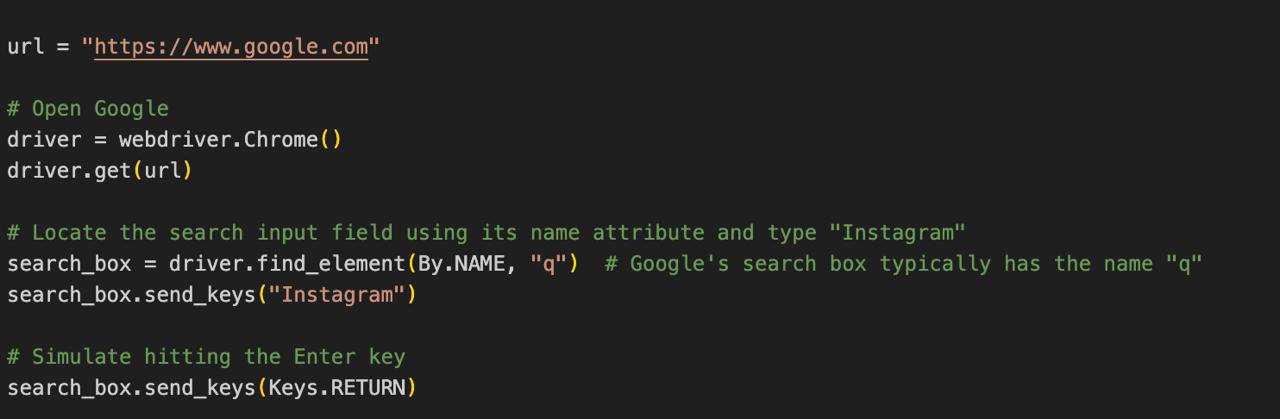 url = "https://www.google.com"
# Open Google
driver = webdriver.Chrome()
driver.get(url)
# Locate the search input field using its name attribute and type "Instagram"
search_box = driver.find_element(By.NAME, "q")  # Google's search box typically has the name "q"
search_box.send_keys("Instagram")
# Simulate hitting the Enter key
search_box.send_keys(Keys.RETURN)